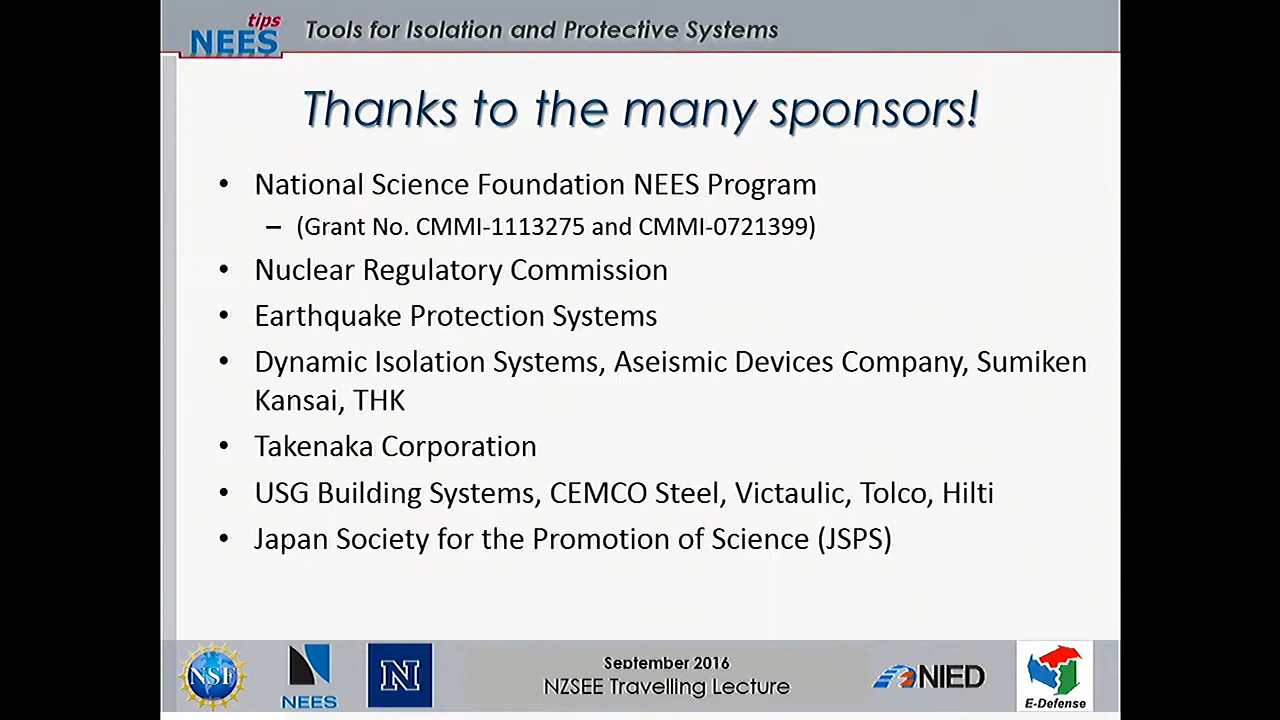 tips
NEES
Tools for Isolation and Protective Systems
Thanks to the many sponsors!
• National Science Foundation NEES Program
– (Grant No. CMMI-1113275 and CMMI-0721399)
• Nuclear Regulatory Commission
• Earthquake Protection Systems
• Dynamic Isolation Systems, Aseismic Devices Company, Sumiken
Kansai, THK
• Takenaka Corporation
• USG Building Systems, CEMCO Steel, Victaulic, Tolco, Hilti
• Japan Society for the Promotion of Science (JSPS)
NSF
NEES
N
September 2016
NZSEE Travelling Lecture
NIED
E-Defense